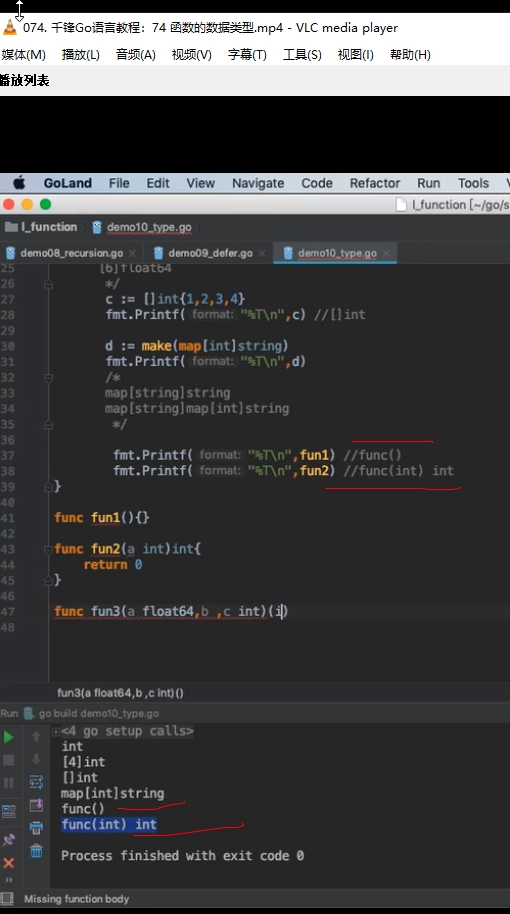 074. 千锋Go语言教程：74 函数的数据类型.mp4 - VLC media player
媒体(M) 播放(L) 音频(A) 视频(V) 字幕(T) 工具(S) 视图(I) 帮助(H)
播放列表
GoLand File Edit View Navigate Code Refactor Run Tools
l_function [~/go/s
l_function demo10_type.go
demo08_recursion.go demo09_defer.go demo10_type.go
25 [6]float64
26 */
27 c := []int{1,2,3,4}
28 fmt.Printf( format: "%T\n",c) //[]int
29
30 d := make(map[int]string)
31 fmt.Printf( format: "%T\n",d)
32 /*
33 map[string]string
34 map[string]map[int]string
35 */
36
37 fmt.Printf( format: "%T\n",fun1) //func()
38 fmt.Printf( format: "%T\n",fun2) //func(int) int
39 }
40
41 func fun1(){}
42
43 func fun2(a int)int{
44 return 0
45 }
46
47 func fun3(a float64,b ,c int)(i)
48
fun3(a float64,b ,c int)()
Run go build demo10_type.go
<4 go setup calls>
int
[4]int
[]int
map[int]string
func()
func(int) int
Process finished with exit code 0
Missing function body